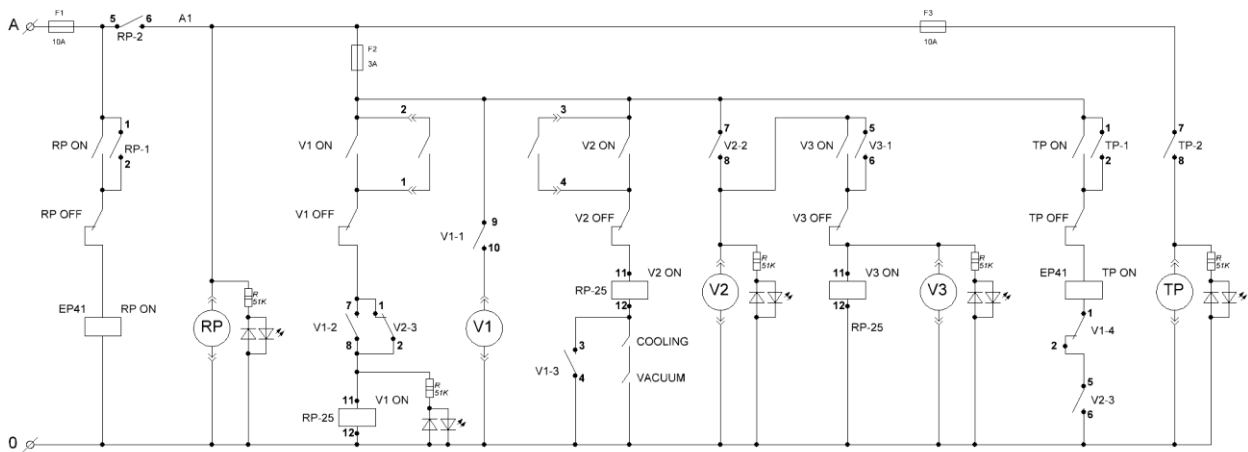 F1
10A
A
5
6
RP-2
A1
F2
3A
F3
10A
RP ON
1
RP-1
2
RP OFF
EP41
RP ON
RP
R
51K
V1 ON
2
1
V1 OFF
7
1
V1-2
V2-3
8
2
11
V1 ON
RP-25
12
R
51K
9
V1-1
10
V1
3
V2 ON
4
V2 OFF
11
V2 ON
RP-25
12
3
V1-3
4
COOLING
VACUUM
7
V2-2
8
V2
R
51K
5
V3 ON
V3-1
6
V3 OFF
11
V3 ON
12
RP-25
V3
R
51K
1
TP ON
TP-1
2
TP OFF
EP41
TP ON
1
V1-4
2
5
V2-3
6
7
TP-2
8
TP
R
51K
0